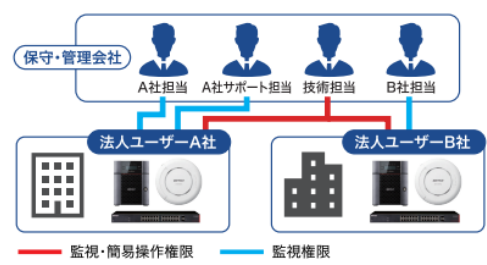 保守・管理会社
A社担当
A社サポート担当
技術担当
B社担当
法人ユーザーA社
法人ユーザーB社
監視・簡易操作権限
監視権限